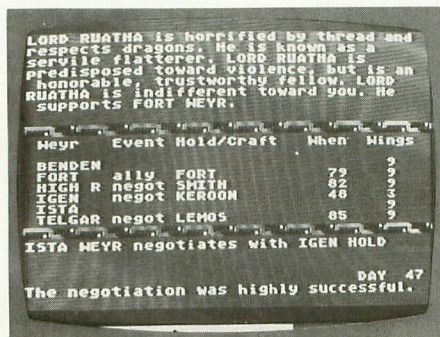 LORD RUATHA is horrified by thread and
respects dragons. He is known as a
servile flatterer. LORD RUATHA is
predisposed toward violence, but is an
honorable, trustworthy fellow. LORD
RUATHA is indifferent toward you. He
supports FORT WEYR.
Weyr Event Hold/Craft When Wings
BENDEN 9
FORT ally FORT 79 9
HIGH R negot SMITH 82 9
IGEN negot KEROON 48 3
ISTA 9
TELGAR negot LEMOS 85 9
ISTA WEYR negotiates with IGEN HOLD
DAY 47
The negotiation was highly successful.